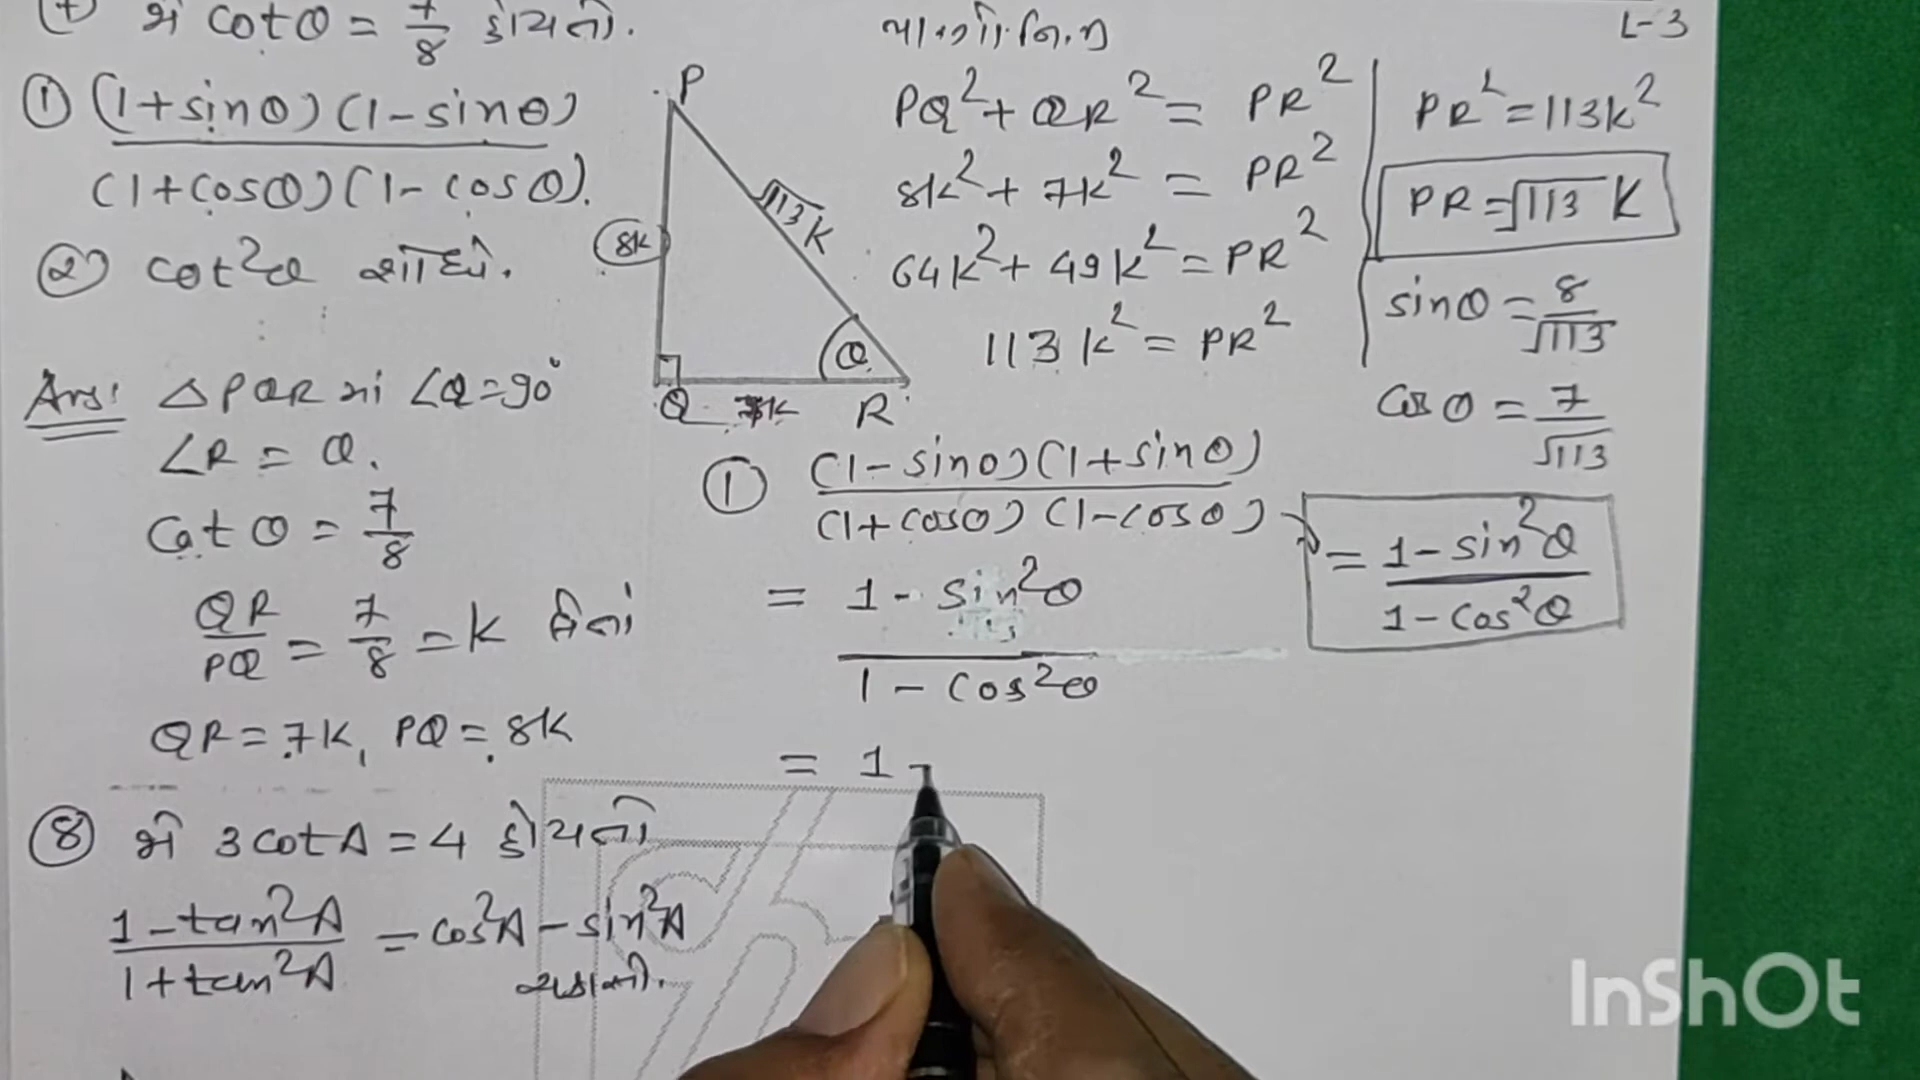 L-3
(7) જો cotθ = 7/8 હોય તો.
① (1+sinθ)(1-sinθ)
(1+cosθ)(1-cosθ).
② cot²θ શોધો.
Ans: △PQR માં ∠Q=90°
∠R = θ.
Cotθ = 7/8
QR/PQ = 7/8 = K
QR = 7K, PQ = 8K
⑧ જો 3cotA = 4 હોય તો
1-tan²A/1+tan²A = cos²A - sin²A
P
8K
√113K
θ
Q 7K R
PQ² + QR² = PR²
8K² + 7K² = PR²
64K² + 49K² = PR²
113K² = PR²
PR² = 113K²
PR = √113 K
sinθ = 8/√113
Cosθ = 7/√113
① (1-sinθ)(1+sinθ)
(1+cosθ)(1-cosθ)
= 1-sin²θ
1-Cos²θ
= 1 - sin²θ
1 - Cos²θ
= 1 -
InShOt